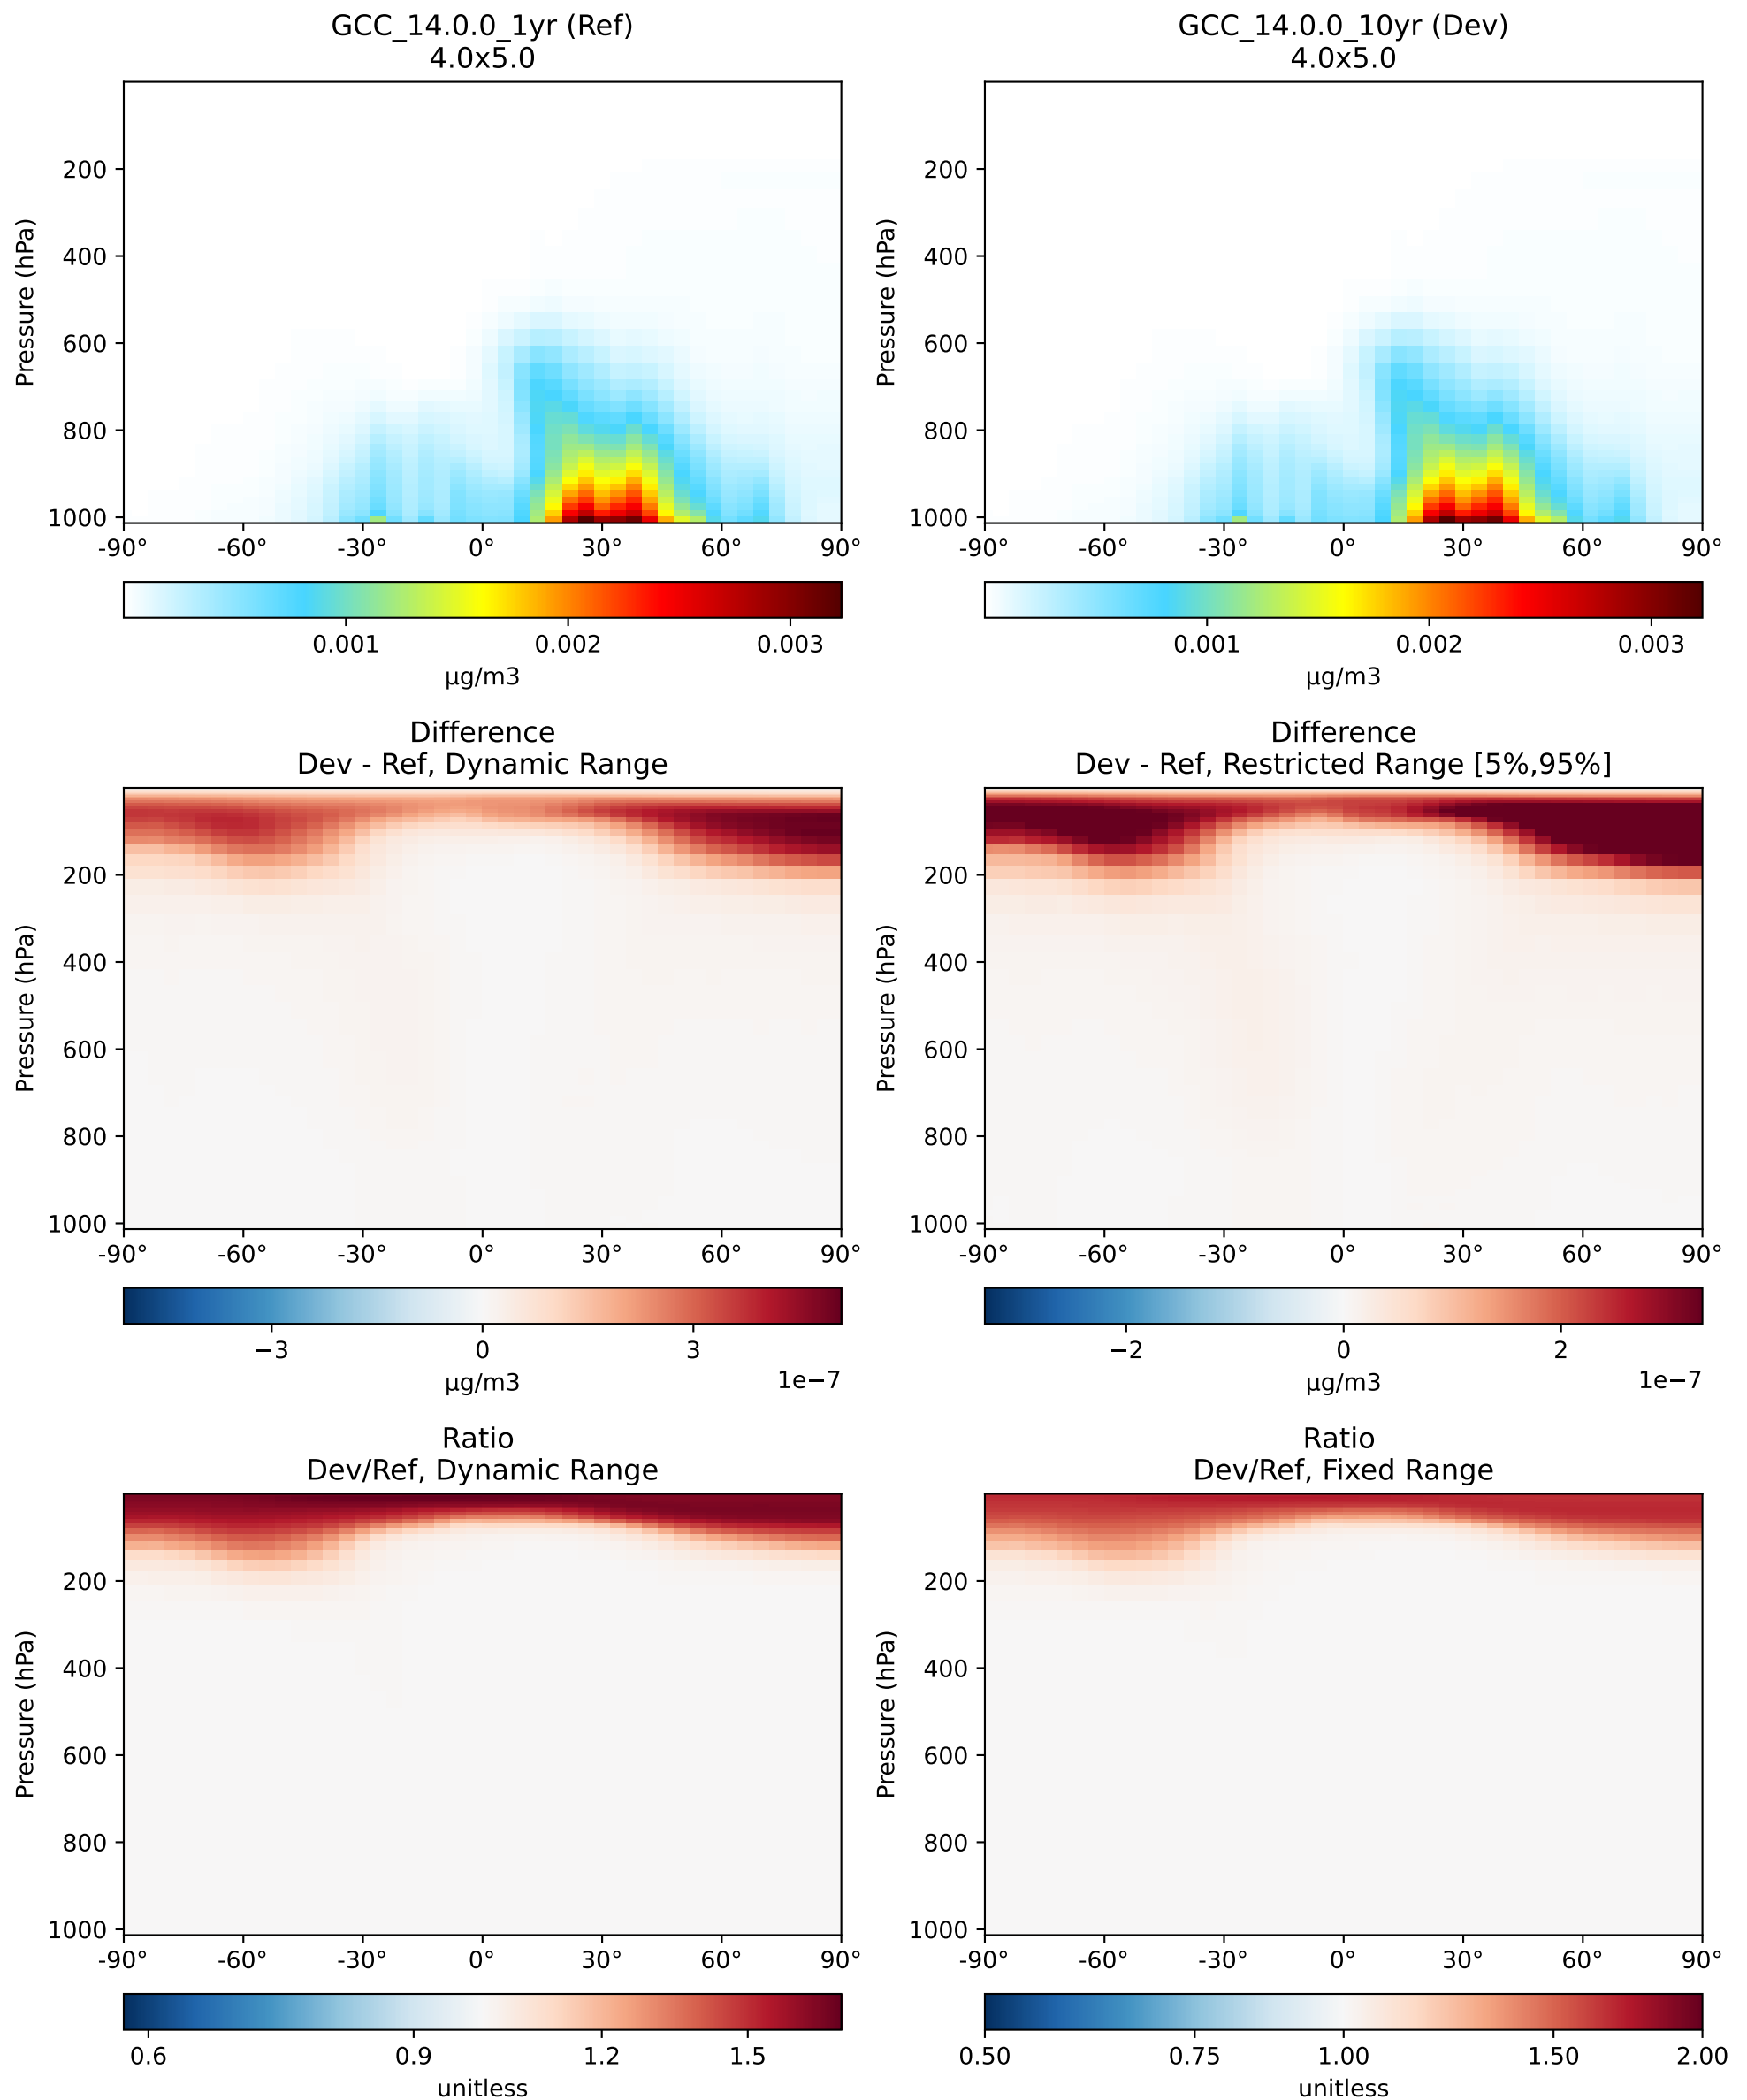 GCC_14.0.0_1yr (Ref)
4.0x5.0
GCC_14.0.0_10yr (Dev)
4.0x5.0
Pressure (hPa)
200
400
600
800
1000
-90° -60° -30° 0° 30° 60° 90°
0.001 0.002 0.003
µg/m3
Pressure (hPa)
200
400
600
800
1000
-90° -60° -30° 0° 30° 60° 90°
0.001 0.002 0.003
µg/m3
Difference
Dev - Ref, Dynamic Range
Pressure (hPa)
200
400
600
800
1000
-90° -60° -30° 0° 30° 60° 90°
−3 0 3
1e−7
µg/m3
Difference
Dev - Ref, Restricted Range [5%,95%]
Pressure (hPa)
200
400
600
800
1000
-90° -60° -30° 0° 30° 60° 90°
−2 0 2
1e−7
µg/m3
Ratio
Dev/Ref, Dynamic Range
Pressure (hPa)
200
400
600
800
1000
-90° -60° -30° 0° 30° 60° 90°
0.6 0.9 1.2 1.5
unitless
Ratio
Dev/Ref, Fixed Range
Pressure (hPa)
200
400
600
800
1000
-90° -60° -30° 0° 30° 60° 90°
0.50 0.75 1.00 1.50 2.00
unitless